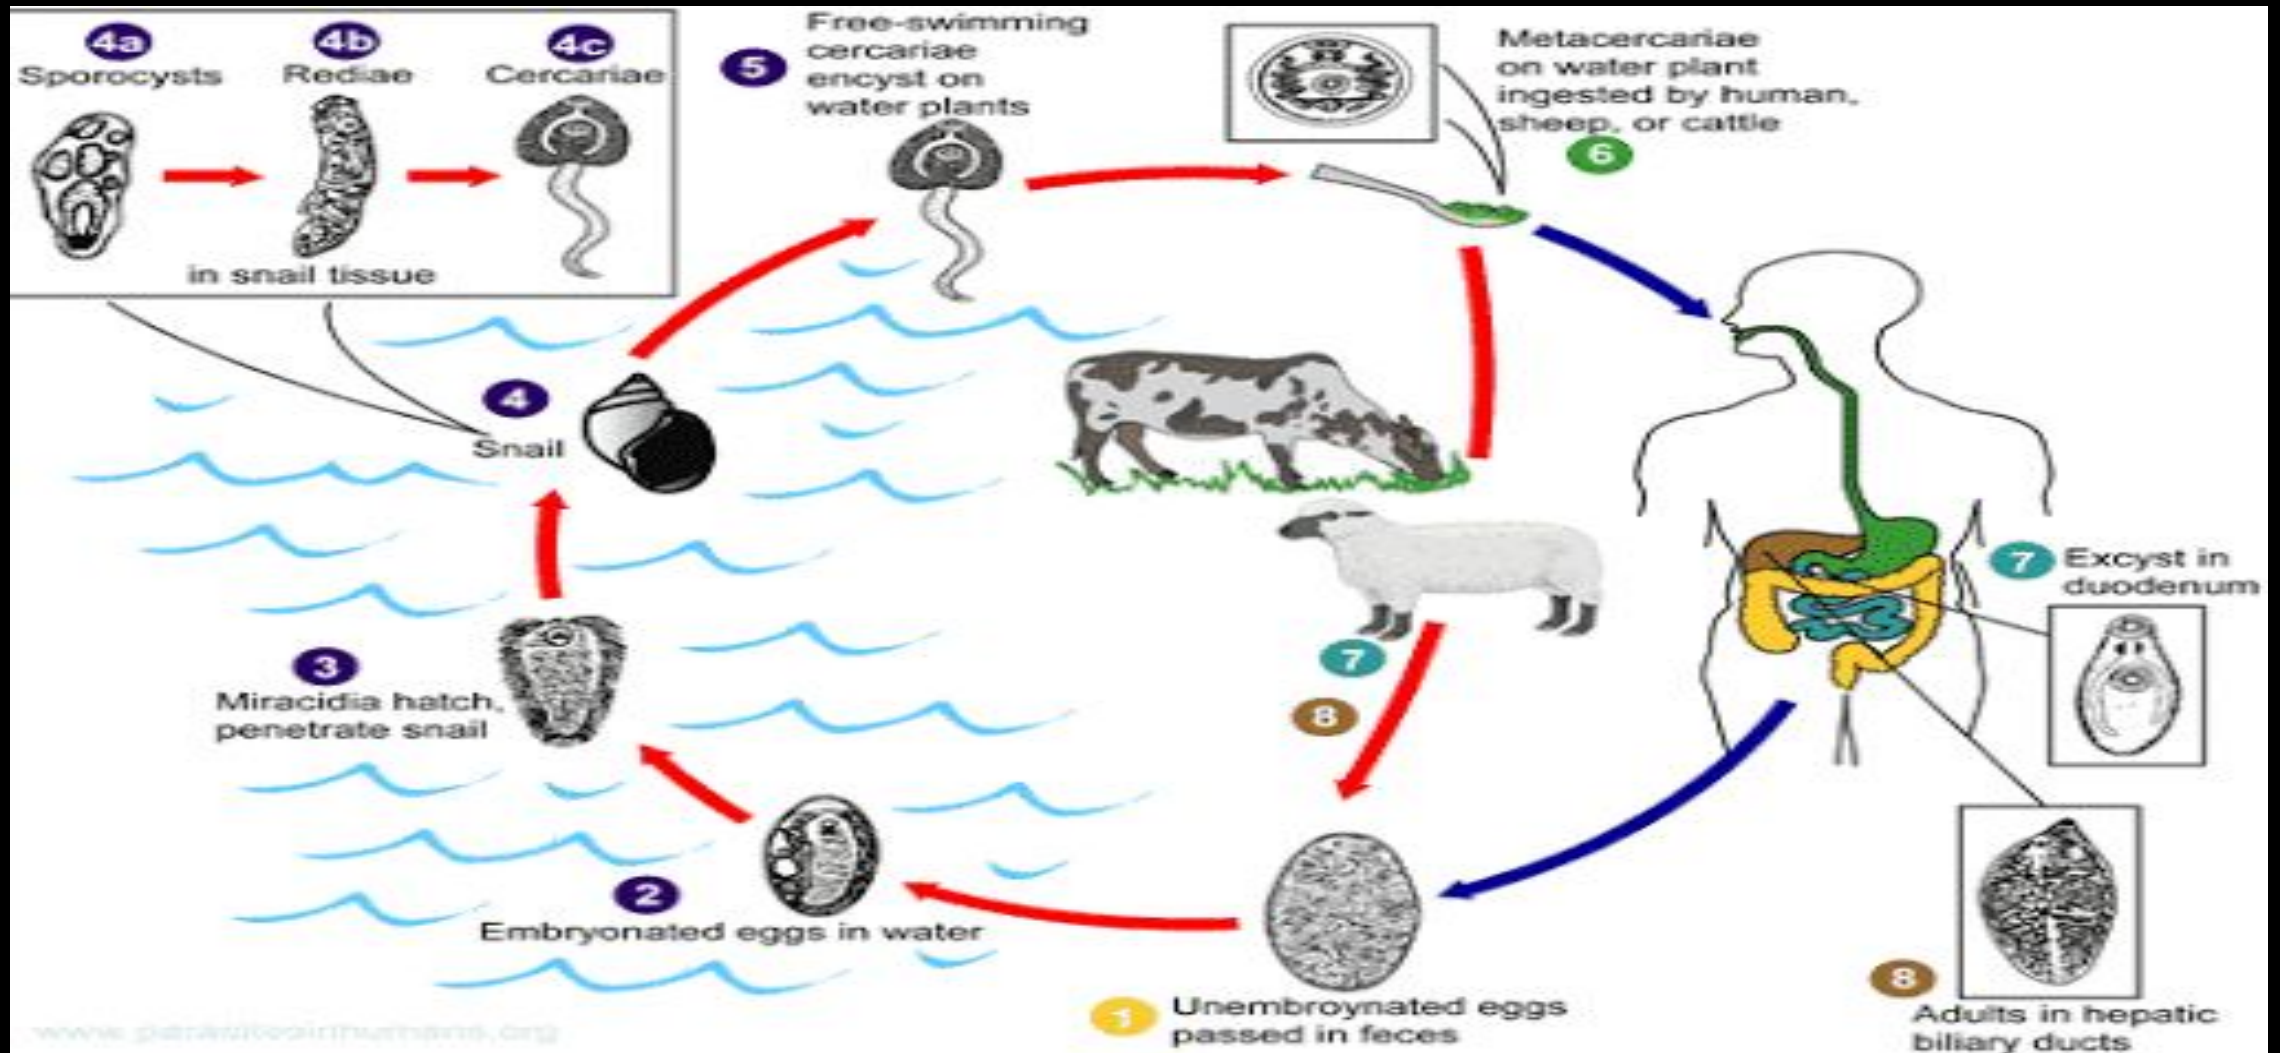 4a
Sporocysts
4b
Rediae
4c
Cercariae
in snail tissue
5
Free-swimming
cercariae
encyst on
water plants
Metacercariae
on water plant
ingested by human,
sheep, or cattle
6
4
Snail
3
Miracidia hatch,
penetrate snail
2
Embryonated eggs in water
7
8
7
Excyst in
duodenum
8
Adults in hepatic
biliary ducts
1
Unembroynated eggs
passed in feces